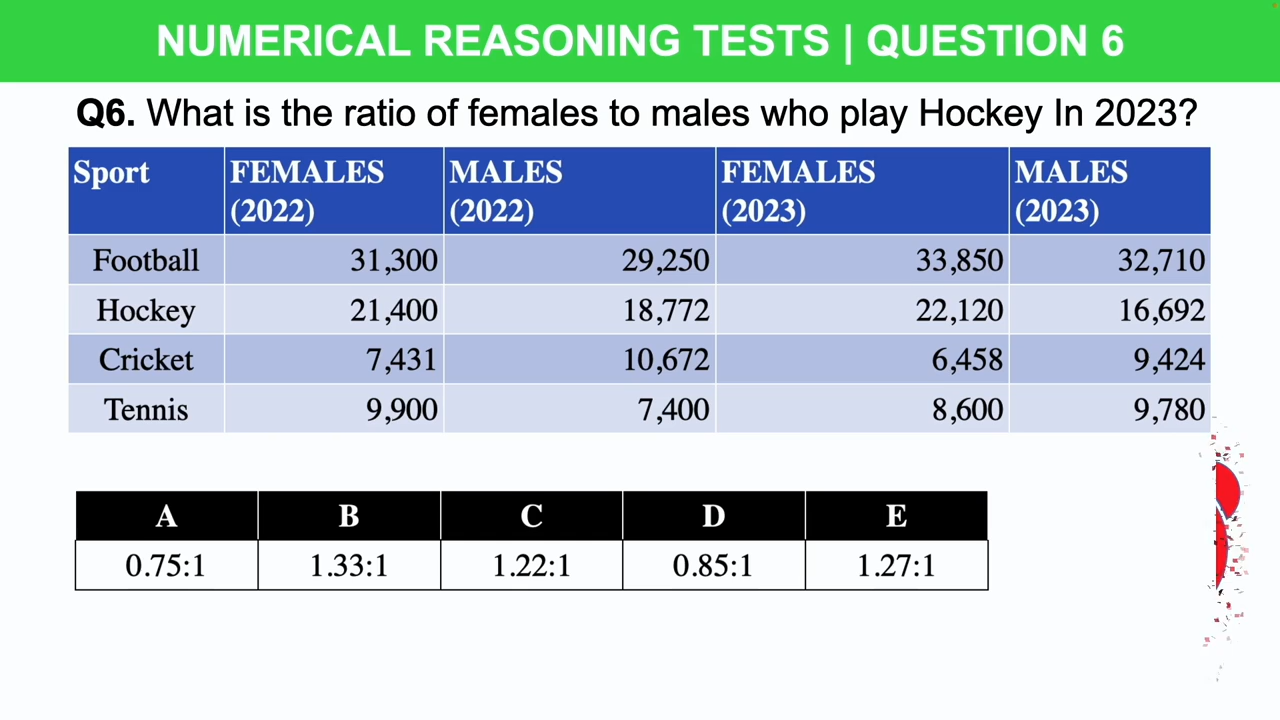 NUMERICAL REASONING TESTS | QUESTION 6
Q6. What is the ratio of females to males who play Hockey In 2023?
Sport FEMALES (2022) MALES (2022) FEMALES (2023) MALES (2023)
Football 31,300 29,250 33,850 32,710
Hockey 21,400 18,772 22,120 16,692
Cricket 7,431 10,672 6,458 9,424
Tennis 9,900 7,400 8,600 9,780
A B C D E
0.75:1 1.33:1 1.22:1 0.85:1 1.27:1